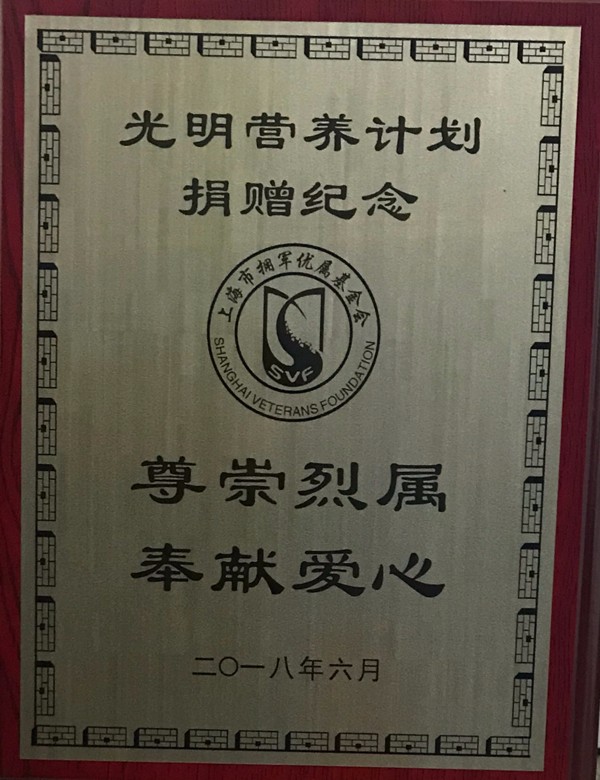 光明营养计划
捐赠纪念
上海市拥军优属基金会
SVF
SHANGHAI VETERANS FOUNDATION
尊崇烈属
奉献爱心
二〇一八年六月